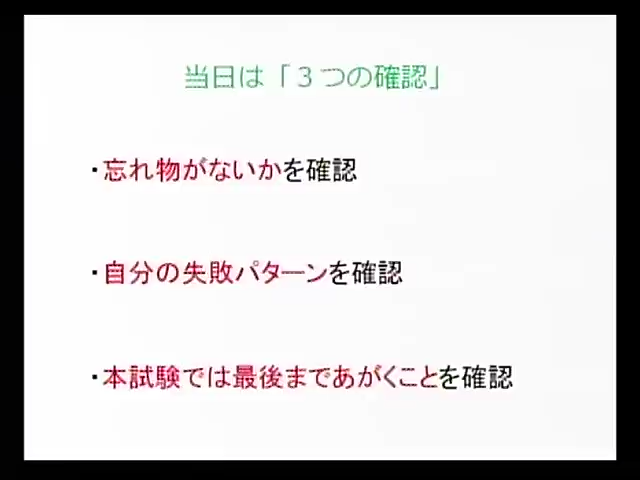 当日は「３つの確認」
・忘れ物がないかを確認
・自分の失敗パターンを確認
・本試験では最後まであがくことを確認